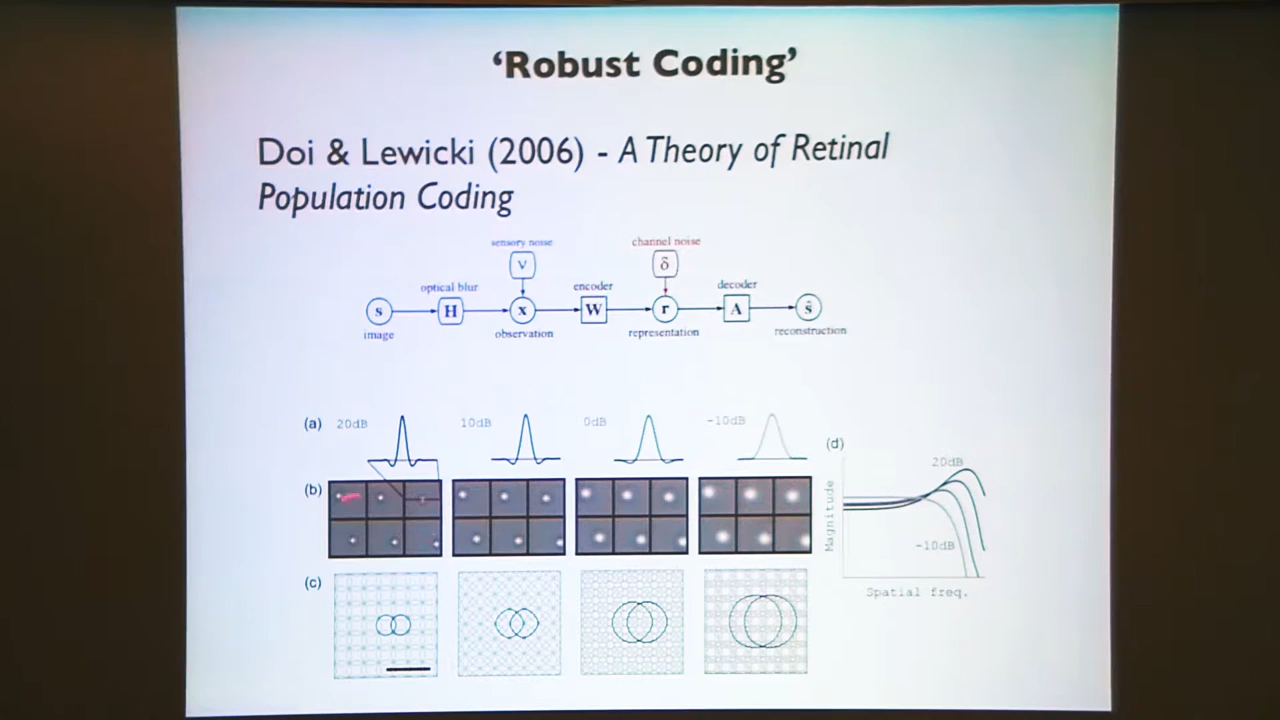 ‘Robust Coding’
Doi & Lewicki (2006) - A Theory of Retinal
Population Coding
sensory noise
channel noise
ν
δ
optical blur
encoder
decoder
s
H
x
W
r
A
ŝ
image
observation
representation
reconstruction
(a)
20dB
10dB
0dB
-10dB
(d)
20dB
(b)
Magnitude
-10dB
(c)
Spatial freq.